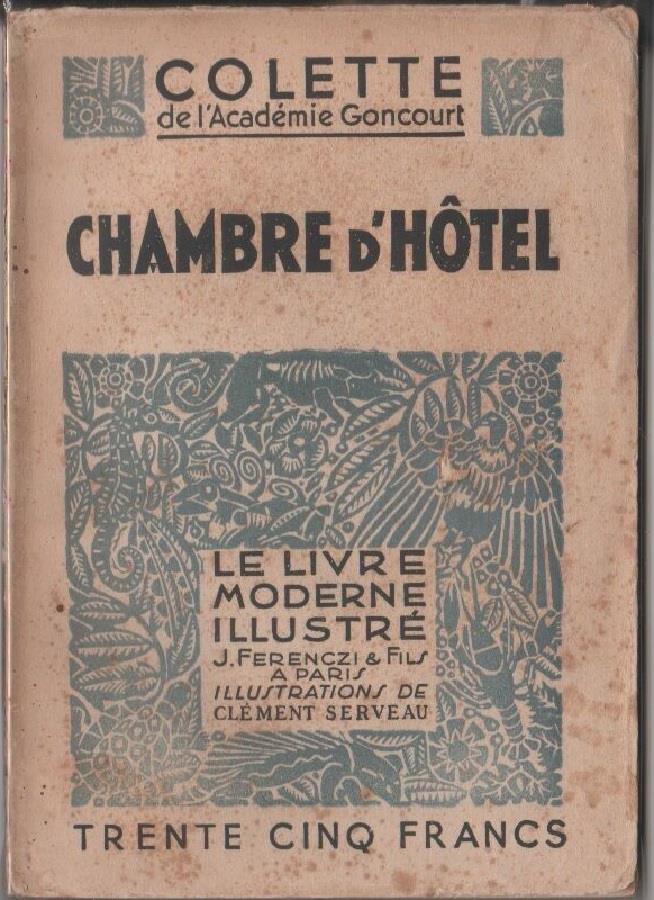 COLETTE
de l'Académie Goncourt
CHAMBRE D'HÔTEL
LE LIVRE
MODERNE
ILLUSTRÉ
J. FERENCZI & FILS
A PARIS
ILLUSTRATIONS DE
CLÉMENT SERVEAU
TRENTE CINQ FRANCS